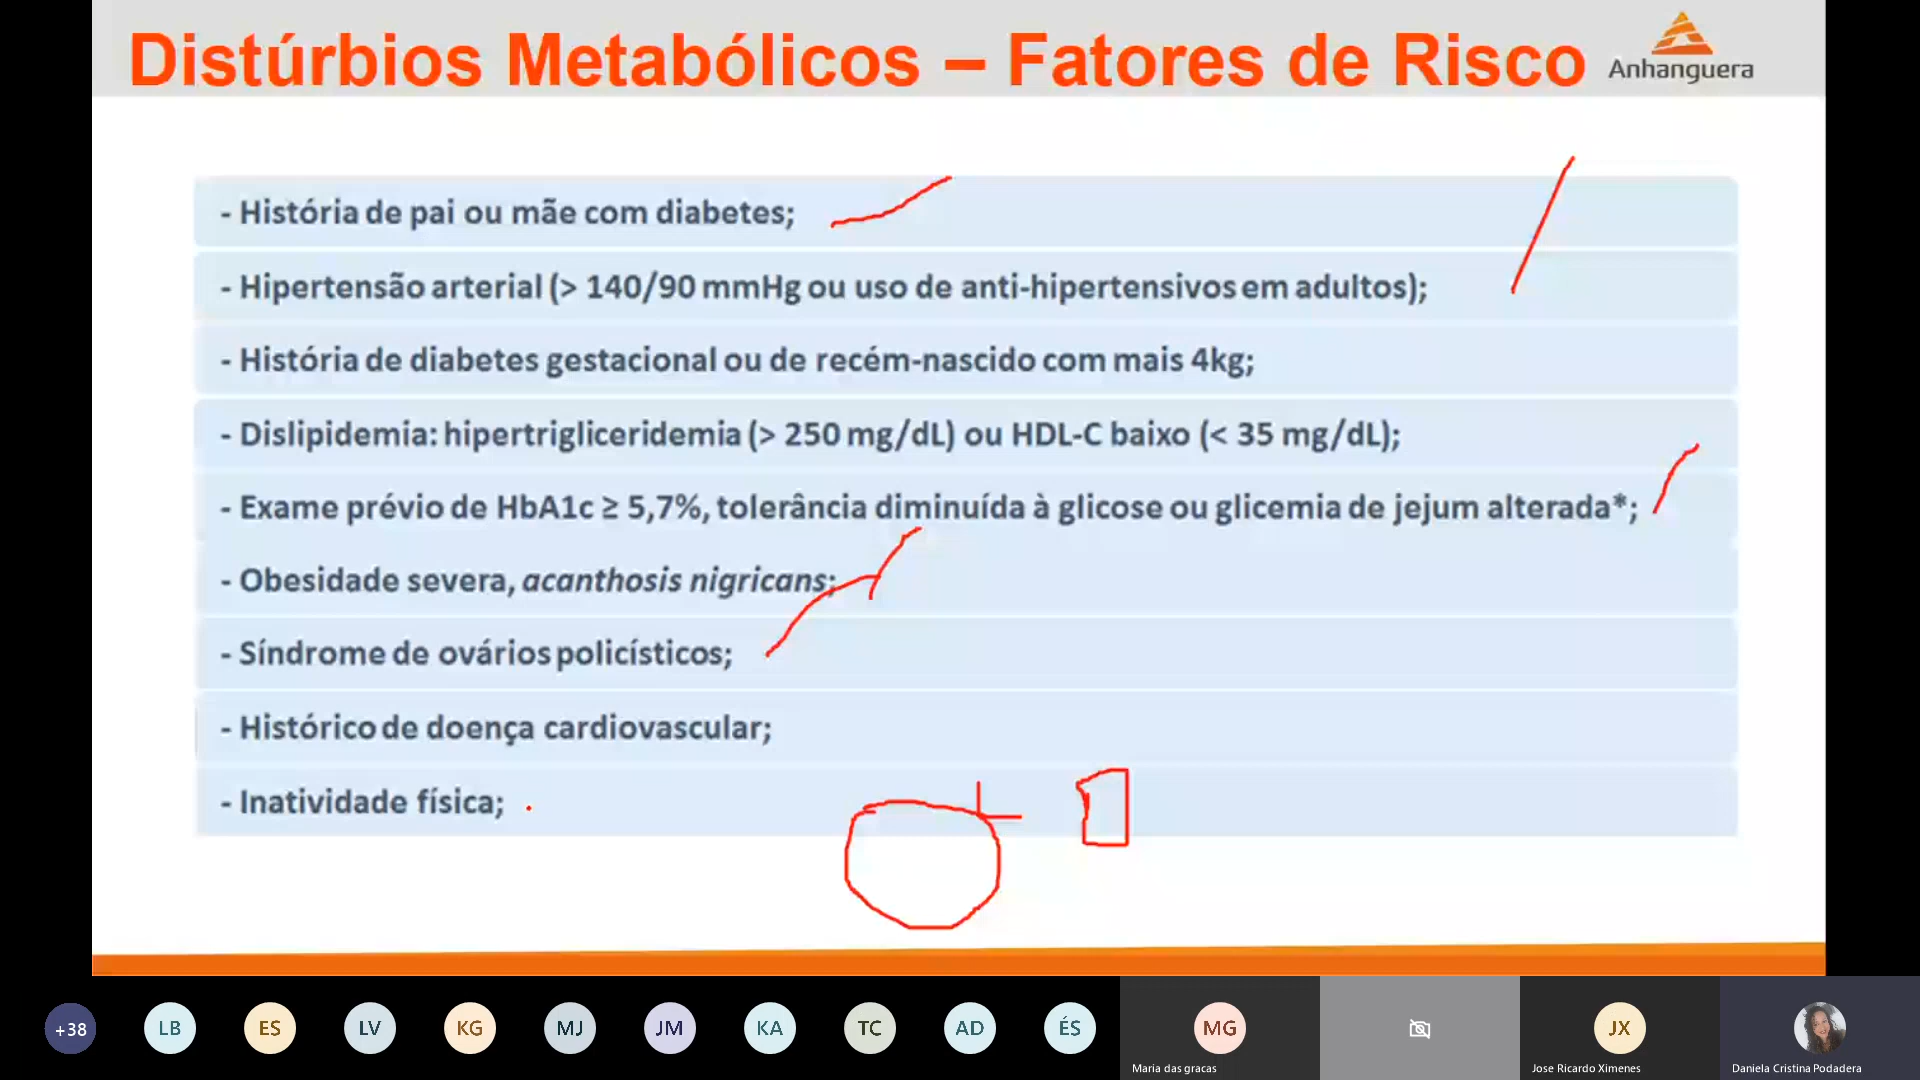 Distúrbios Metabólicos – Fatores de Risco
Anhanguera
- História de pai ou mãe com diabetes;
- Hipertensão arterial (> 140/90 mmHg ou uso de anti-hipertensivos em adultos);
- História de diabetes gestacional ou de recém-nascido com mais 4kg;
- Dislipidemia: hipertrigliceridemia (> 250 mg/dL) ou HDL-C baixo (< 35 mg/dL);
- Exame prévio de HbA1c ≥ 5,7%, tolerância diminuída à glicose ou glicemia de jejum alterada*;
- Obesidade severa, acanthosis nigricans;
- Síndrome de ovários policísticos;
- Histórico de doença cardiovascular;
- Inatividade física;
+38
LB
ES
LV
KG
MJ
JM
KA
TC
AD
ÉS
MG
JX
Maria das gracas
Jose Ricardo Ximenes
Daniela Cristina Podadera